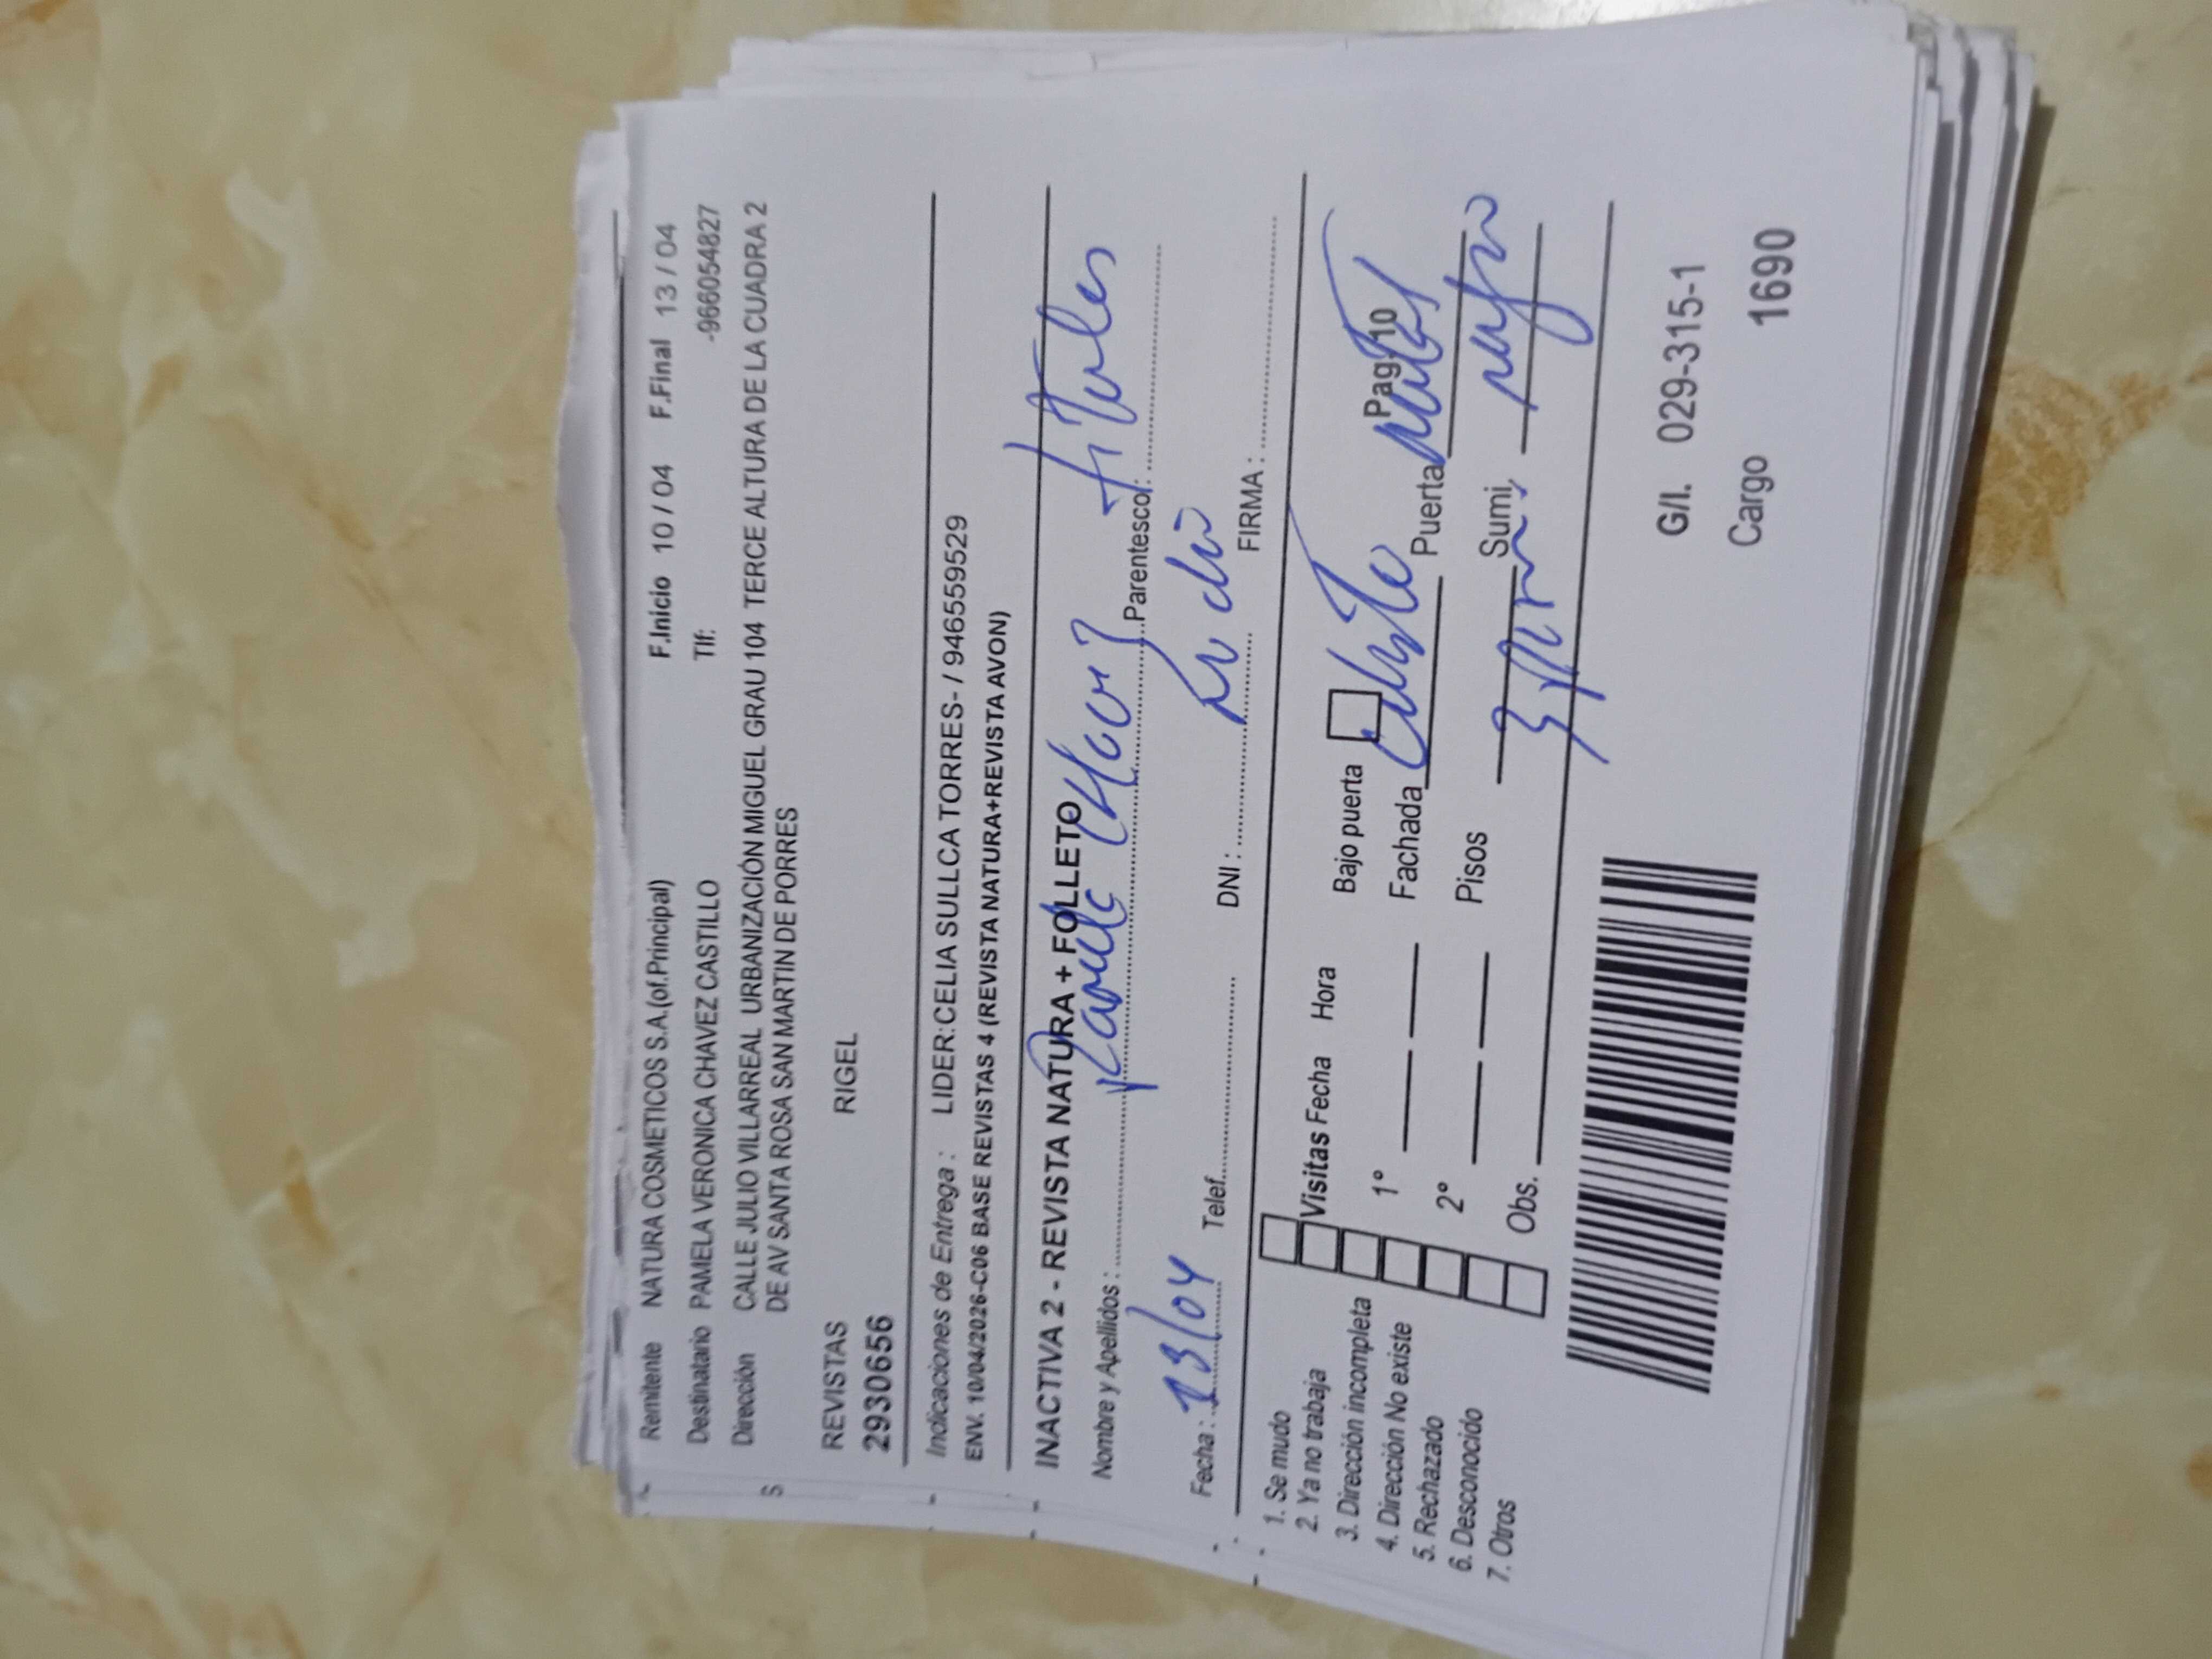 Remitente NATURA COSMETICOS S.A.(of.Principal) F.Inicio 10 / 04 F.Final 13 / 04
Destinatario PAMELA VERONICA CHAVEZ CASTILLO Tlf: -966054827
Dirección CALLE JULIO VILLARREAL URBANIZACIÓN MIGUEL GRAU 104 TERCE ALTURA DE LA CUADRA 2
DE AV SANTA ROSA SAN MARTIN DE PORRES
S
REVISTAS RIGEL
2930656
Indicaciones de Entrega : LIDER:CELIA SULLCA TORRES- / 946559529
ENV. 10/04/2026-C06 BASE REVISTAS 4 (REVISTA NATURA+REVISTA AVON)
INACTIVA 2 - REVISTA NATURA + FOLLETO
Nombre y Apellidos : Parentesco:
Fecha : 13/04 Telef. DNI : FIRMA :
1. Se mudo
2. Ya no trabaja
3. Dirección incompleta
4. Dirección No existe
5. Rechazado
6. Desconocido
7. Otros
Visitas Fecha Hora Bajo puerta
Pag 10
1° Fachada Puerta
2° Pisos 3 Sumi.
Obs.
G/I. 029-315-1
Cargo 1690